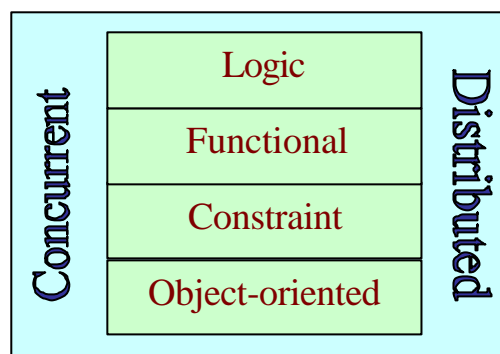 Concurrent
Logic
Functional
Constraint
Object-oriented
Distributed